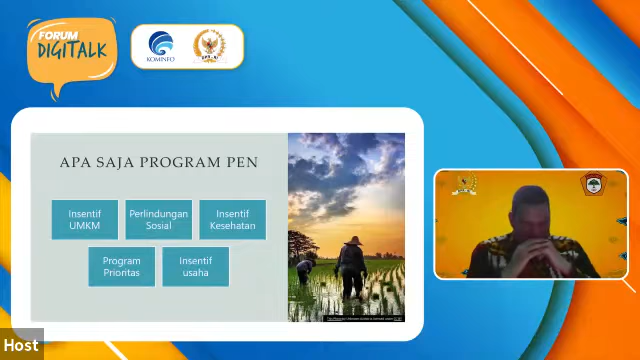 FORUM
DIGITALK
KOMINFO
APA SAJA PROGRAM PEN
Insentif
UMKM
Perlindungan
Sosial
Insentif
Kesehatan
Program
Prioritas
Insentif
usaha
Host